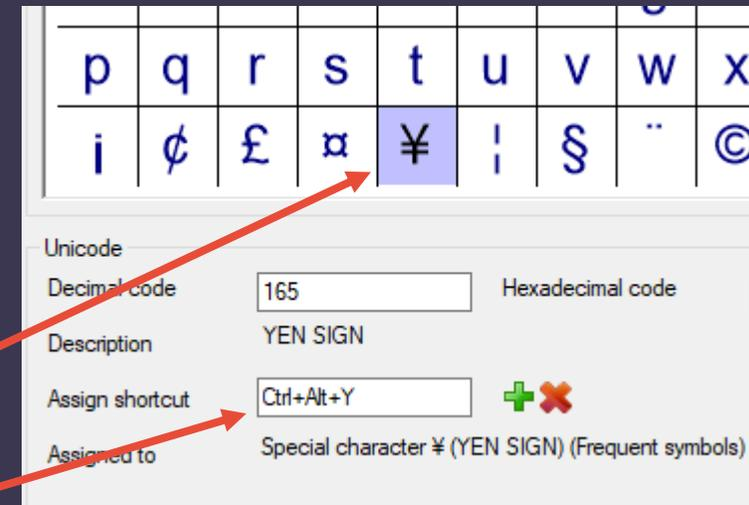 p q r s t u v w x
¡ ¢ £ ¤ ¥ ¦ § ¨ ©
Unicode
Decimal code 165 Hexadecimal code
Description YEN SIGN
Assign shortcut Ctrl+Alt+Y
Assigned to Special character ¥ (YEN SIGN) (Frequent symbols)